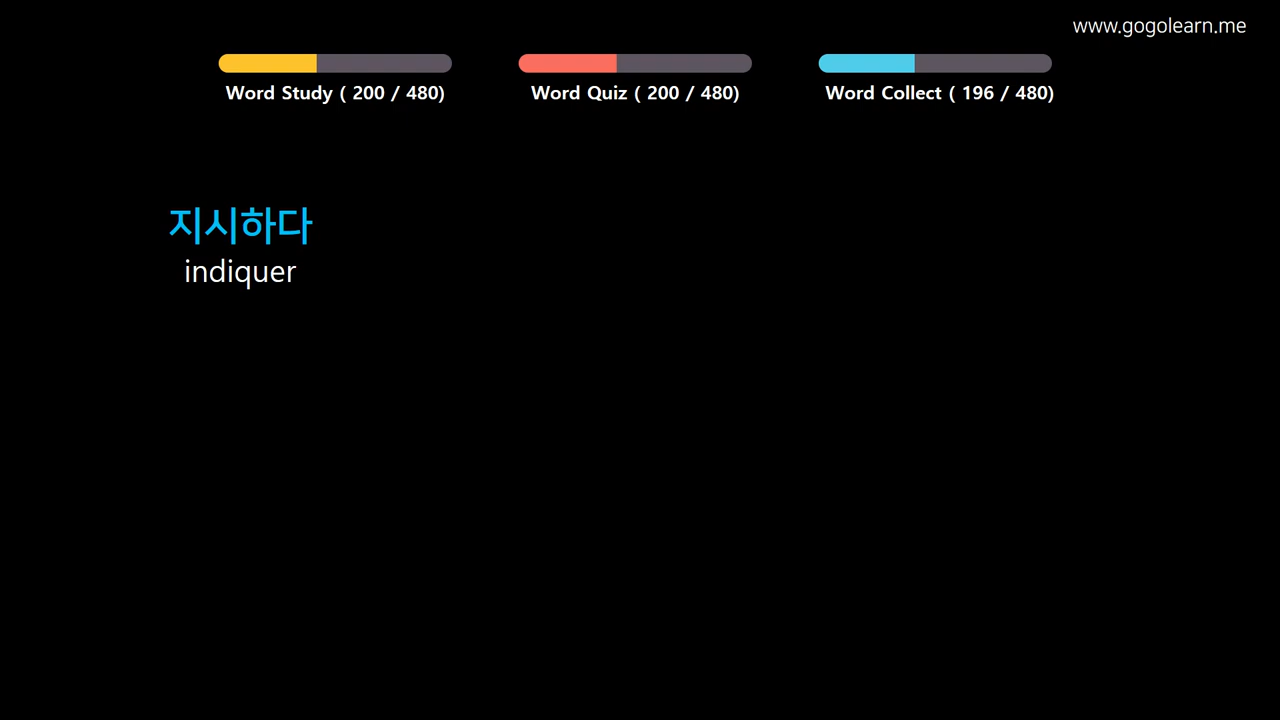 www.gogolearn.me
Word Study ( 200 / 480)
Word Quiz ( 200 / 480)
Word Collect ( 196 / 480)
지시하다
indiquer